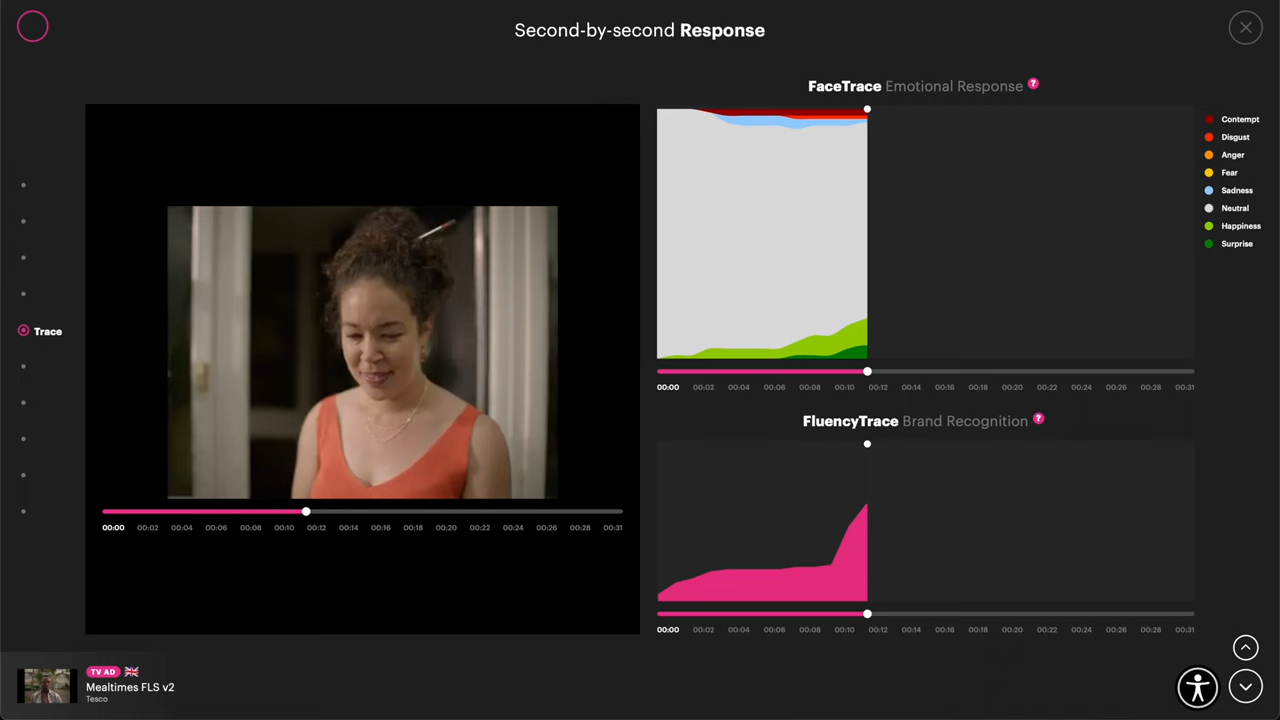 Second-by-second Response
FaceTrace Emotional Response ?
Contempt
Disgust
Anger
Fear
Sadness
Neutral
Happiness
Surprise
Trace
00:00 00:02 00:04 00:06 00:08 00:10 00:12 00:14 00:16 00:18 00:20 00:22 00:24 00:26 00:28 00:31
FluencyTrace Brand Recognition ?
00:00 00:02 00:04 00:06 00:08 00:10 00:12 00:14 00:16 00:18 00:20 00:22 00:24 00:26 00:28 00:31
00:00 00:02 00:04 00:06 00:08 00:10 00:12 00:14 00:16 00:18 00:20 00:22 00:24 00:26 00:28 00:31
TV AD
Mealtimes FLS v2
Tesco